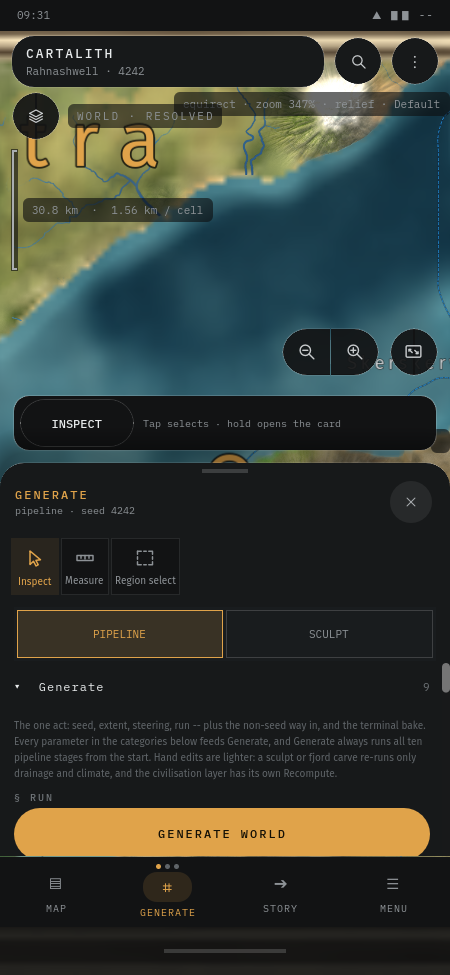 09:31
--
CARTALITH
Rahnashwell · 4242
equirect · zoom 347% · relief · Default
WORLD · RESOLVED
tra
30.8 km · 1.56 km / cell
INSPECT
Tap selects · hold opens the card
GENERATE
pipeline · seed 4242
Inspect
Measure
Region select
PIPELINE
SCULPT
Generate
9
The one act: seed, extent, steering, run -- plus the non-seed way in, and the terminal bake.
Every parameter in the categories below feeds Generate, and Generate always runs all ten
pipeline stages from the start. Hand edits are lighter: a sculpt or fjord carve re-runs only
drainage and climate, and the civilisation layer has its own Recompute.
§ RUN
GENERATE WORLD
MAP
GENERATE
STORY
MENU